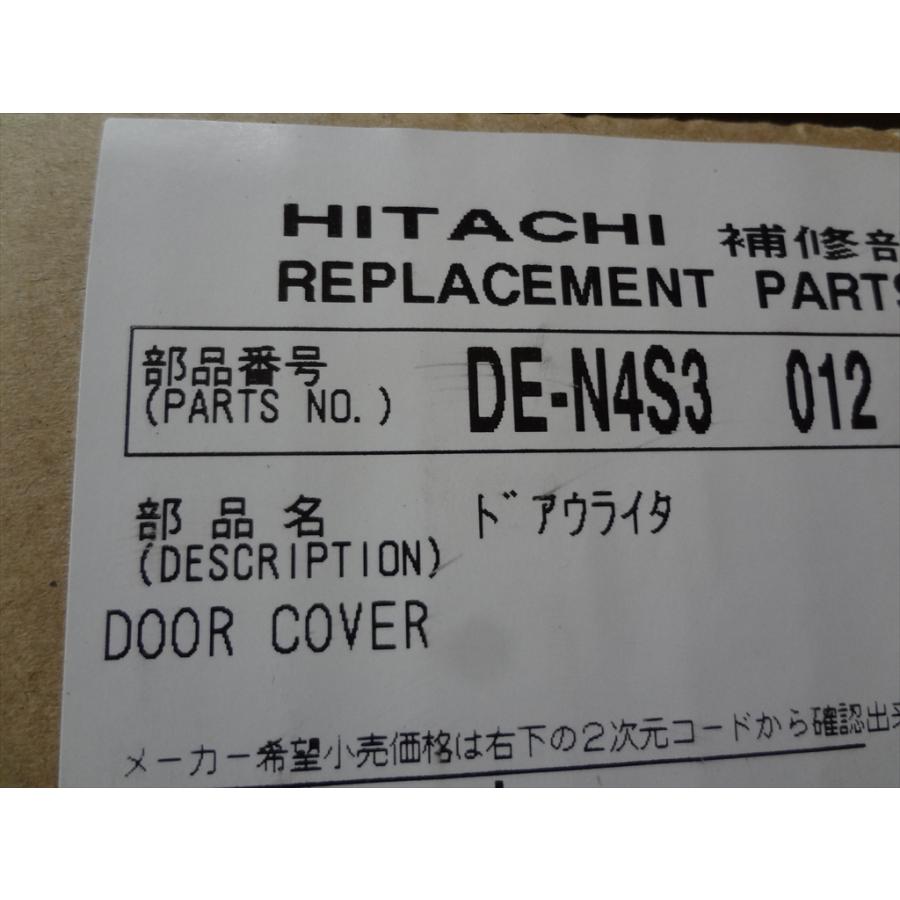 HITACHI 補修部
REPLACEMENT PARTS
部品番号
(PARTS NO.) DE-N4S3 012
部品名 ドアウライタ
(DESCRIPTION)
DOOR COVER
メーカー希望小売価格は右下の2次元コードから確認出来